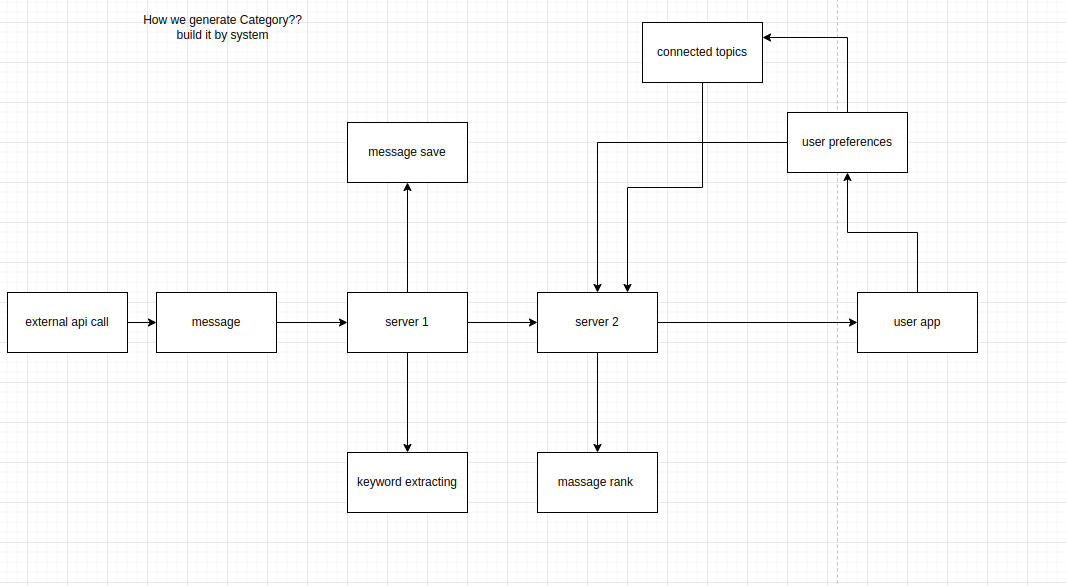 How we generate Category??
build it by system
connected topics
user preferences
message save
external api call
message
server 1
server 2
user app
keyword extracting
massage rank